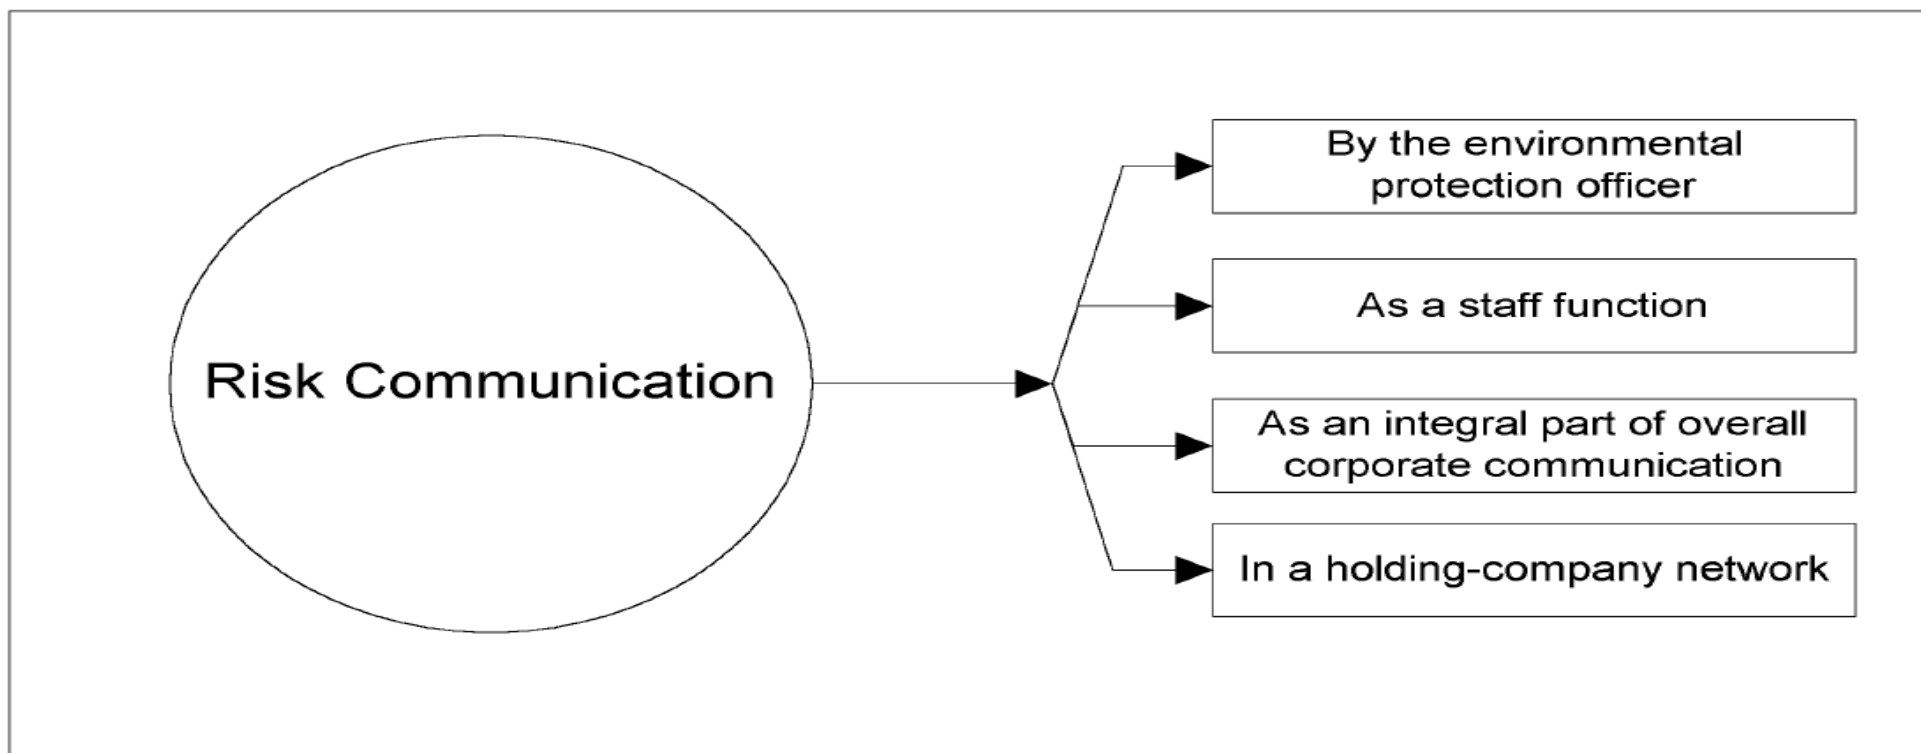 Risk Communication
By the environmental
protection officer
As a staff function
As an integral part of overall
corporate communication
In a holding-company network